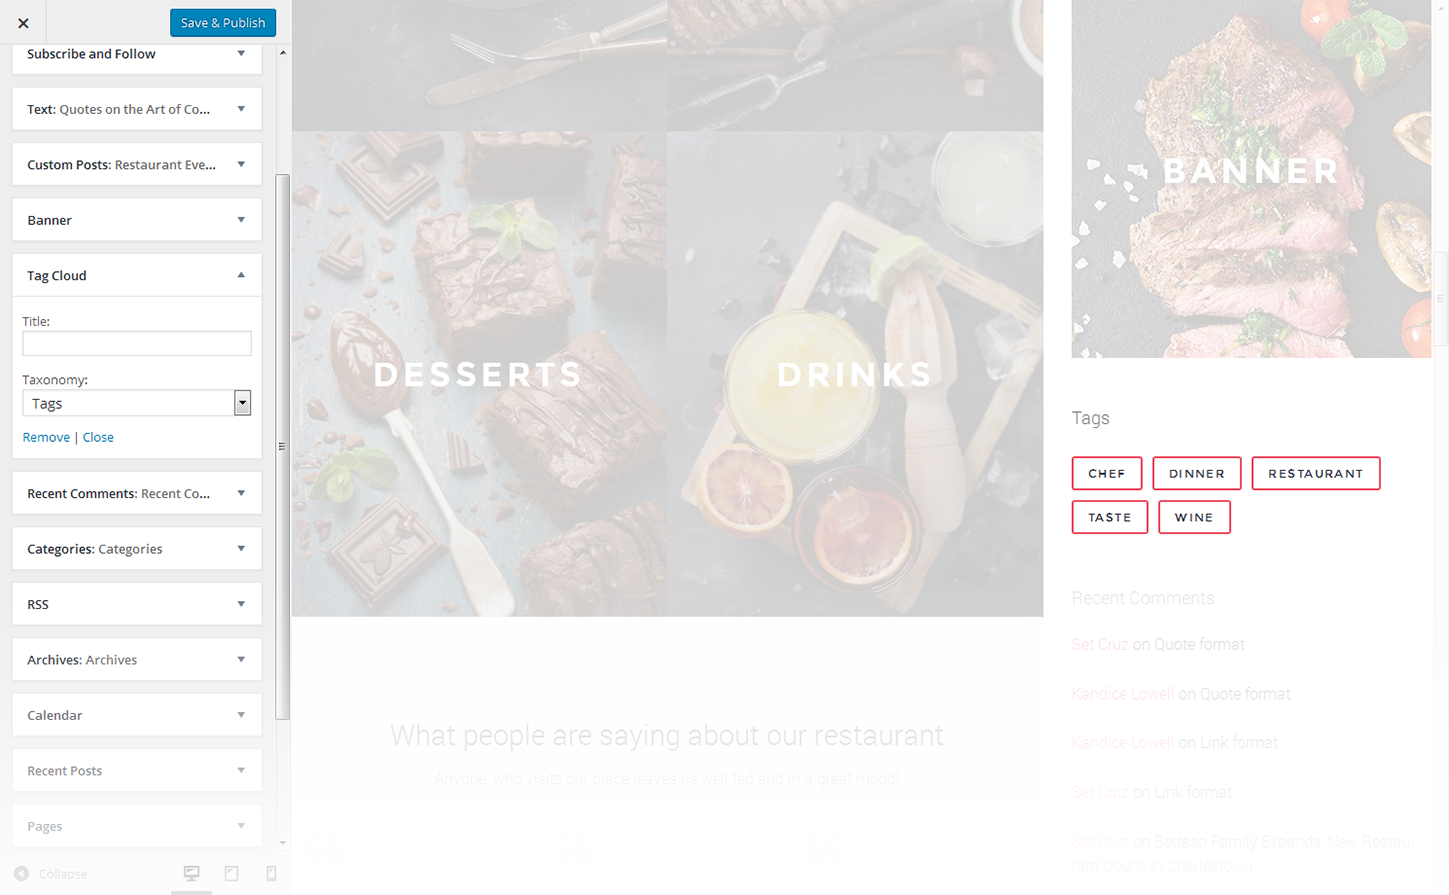 Save & Publish
Subscribe and Follow
Text: Quotes on the Art of Co...
Custom Posts: Restaurant Eve...
Banner
Tag Cloud
Title:
Taxonomy:
Tags
Remove | Close
Recent Comments: Recent Co...
Categories: Categories
RSS
Archives: Archives
Calendar
Recent Posts
Pages
Collapse
DESSERTS
DRINKS
What people are saying about our restaurant
Anyone, who visits our place leaves us well fed and in a great mood!
BANNER
Tags
CHEF DINNER RESTAURANT
TASTE WINE
Recent Comments
Set Cruz on Quote format
Kandice Lowell on Quote format
Kandice Lowell on Link format
Set Cruz on Link format
Set Cruz on Bettaso Family Expands: New Restau-
rant Opens in Charlestown